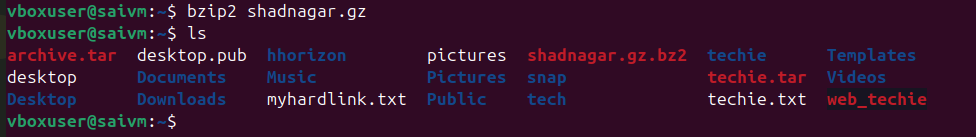 vboxuser@saivm:~$ bzip2 shadnagar.gz
vboxuser@saivm:~$ ls
archive.tar desktop.pub hhorizon pictures shadnagar.gz.bz2 techie Templates
desktop Documents Music Pictures snap techie.tar Videos
Desktop Downloads myhardlink.txt Public tech techie.txt web_techie
vboxuser@saivm:~$